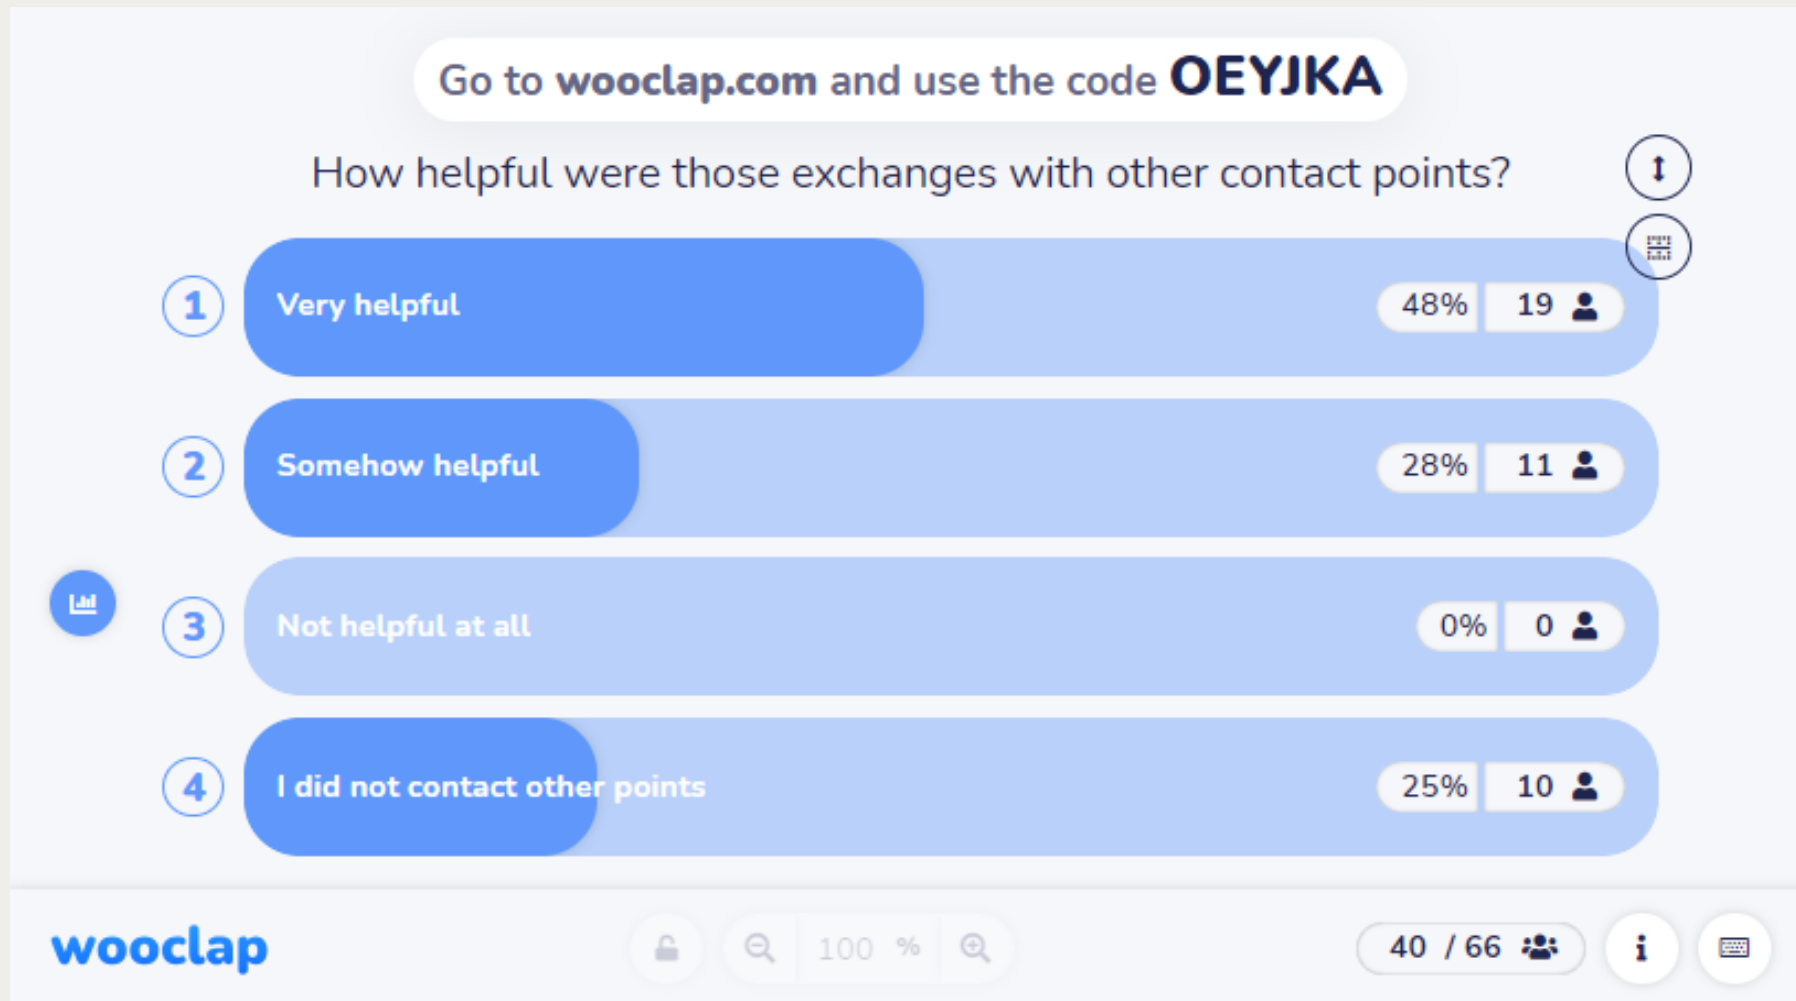 Go to wooclap.com and use the code OEYJKA
How helpful were those exchanges with other contact points?
1 Very helpful 48% 19
2 Somehow helpful 28% 11
3 Not helpful at all 0% 0
4 I did not contact other points 25% 10
wooclap 100 % 40 / 66 i